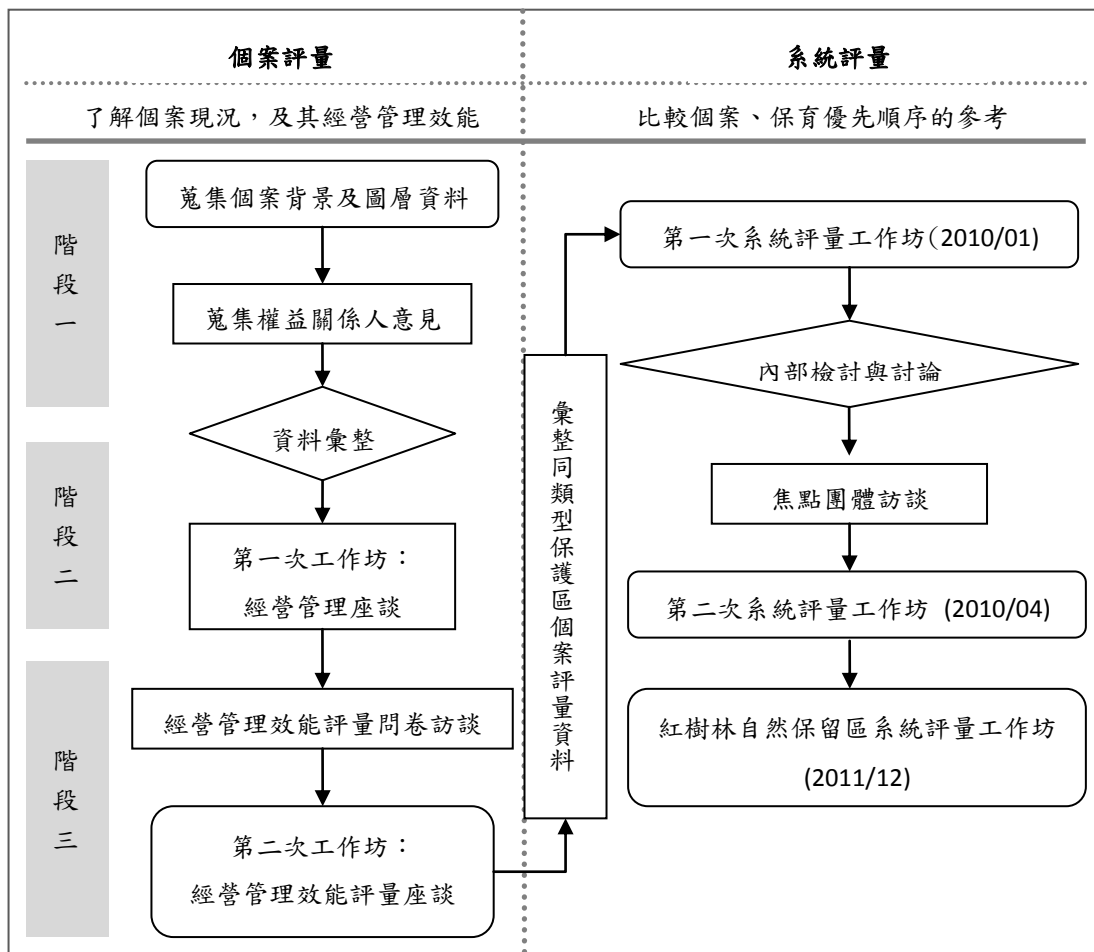 個案評量
了解個案現況，及其經營管理效能
階段一
蒐集個案背景及圖層資料
蒐集權益關係人意見
資料彙整
階段二
第一次工作坊：
經營管理座談
階段三
經營管理效能評量問卷訪談
第二次工作坊：
經營管理效能評量座談
彙整同類型保護區個案評量資料
系統評量
比較個案、保育優先順序的參考
第一次系統評量工作坊(2010/01)
內部檢討與討論
焦點團體訪談
第二次系統評量工作坊 (2010/04)
紅樹林自然保留區系統評量工作坊
(2011/12)